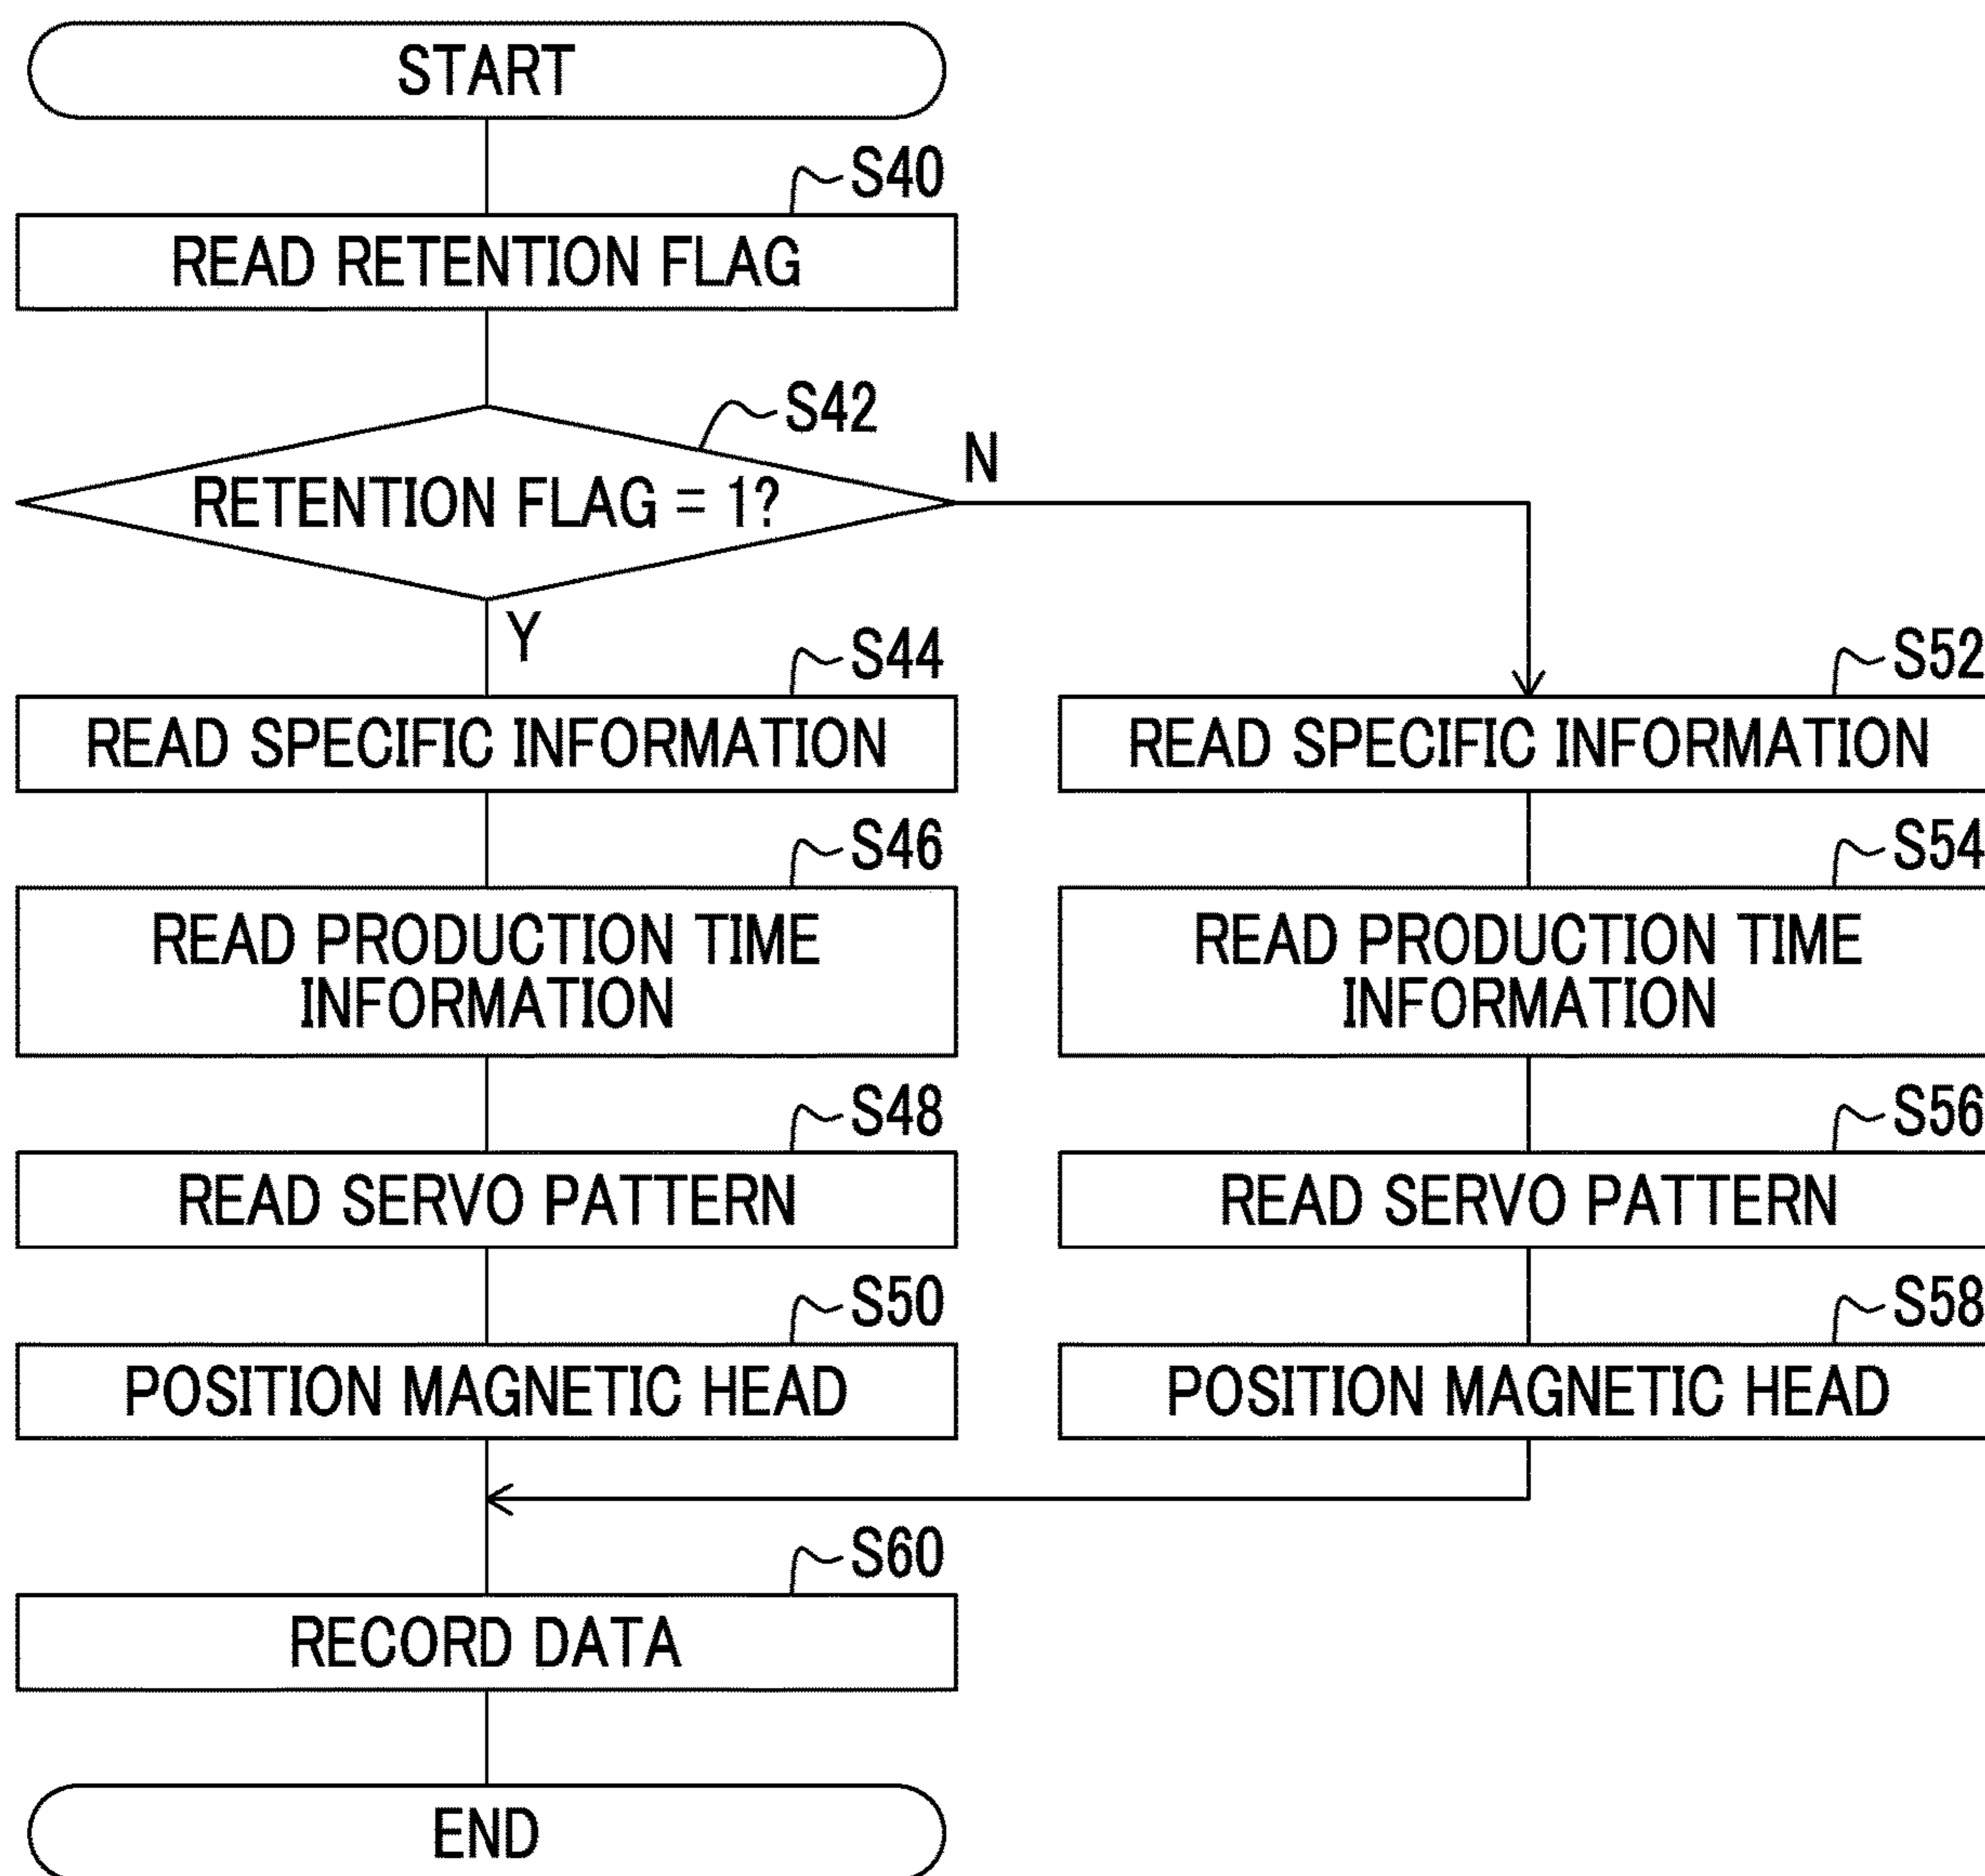 START
S40
READ RETENTION FLAG
S42
RETENTION FLAG = 1?
N
Y
S44
READ SPECIFIC INFORMATION
S46
READ PRODUCTION TIME
INFORMATION
S48
READ SERVO PATTERN
S50
POSITION MAGNETIC HEAD
S52
READ SPECIFIC INFORMATION
S54
READ PRODUCTION TIME
INFORMATION
S56
READ SERVO PATTERN
S58
POSITION MAGNETIC HEAD
S60
RECORD DATA
END